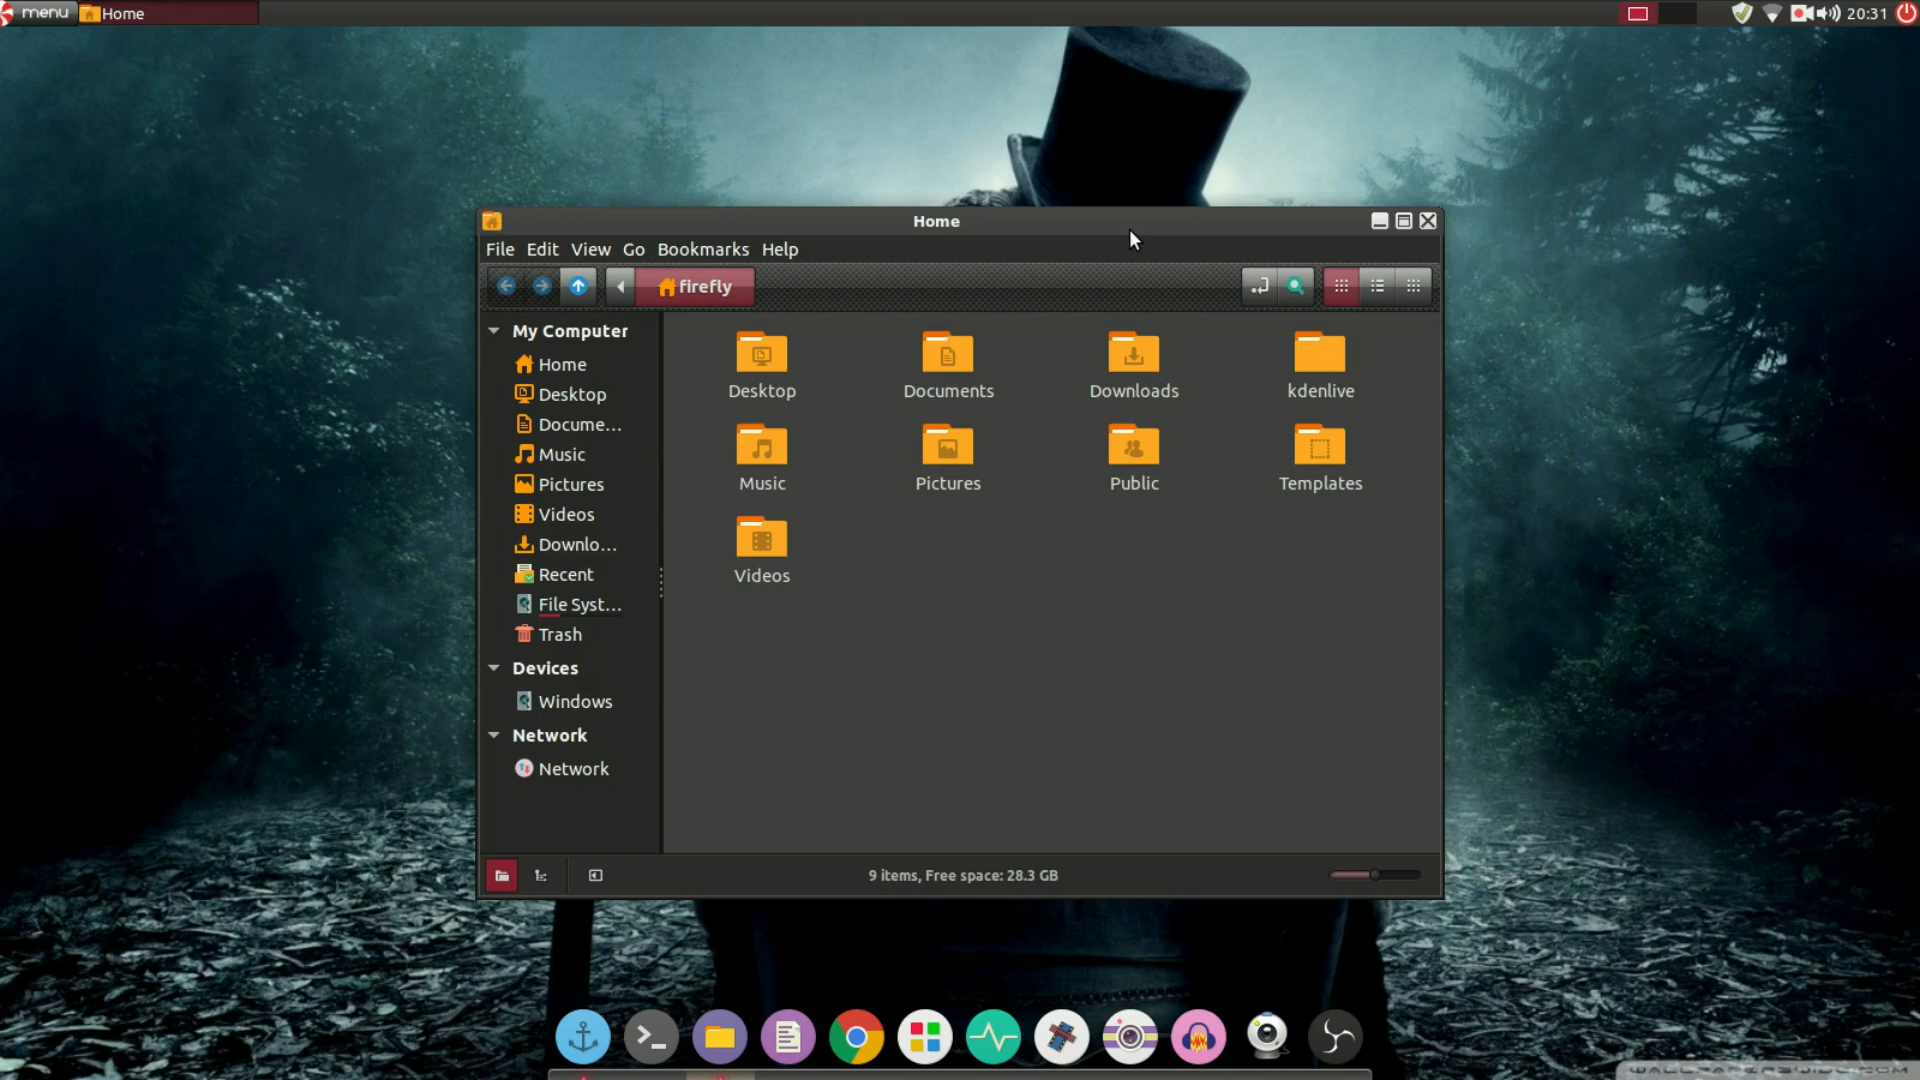 menu Home 20:31
Home
File Edit View Go Bookmarks Help
firefly
My Computer
Home
Desktop
Docume...
Music
Pictures
Videos
Downlo...
Recent
File Syst...
Trash
Devices
Windows
Network
Network
Desktop Documents Downloads kdenlive
Music Pictures Public Templates
Videos
9 items, Free space: 28.3 GB